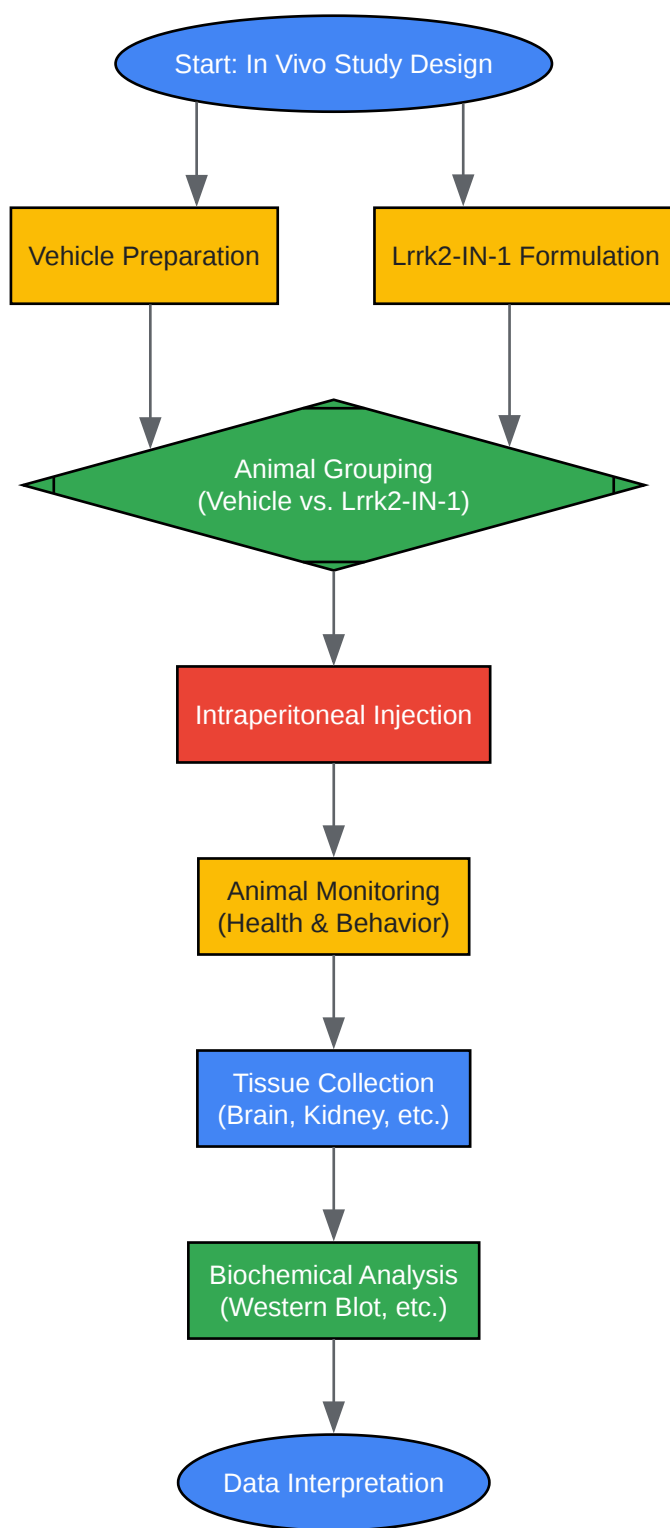 Start: In Vivo Study Design
Vehicle Preparation
Lrrk2-IN-1 Formulation
Animal Grouping
(Vehicle vs. Lrrk2-IN-1)
Intraperitoneal Injection
Animal Monitoring
(Health & Behavior)
Tissue Collection
(Brain, Kidney, etc.)
Biochemical Analysis
(Western Blot, etc.)
Data Interpretation